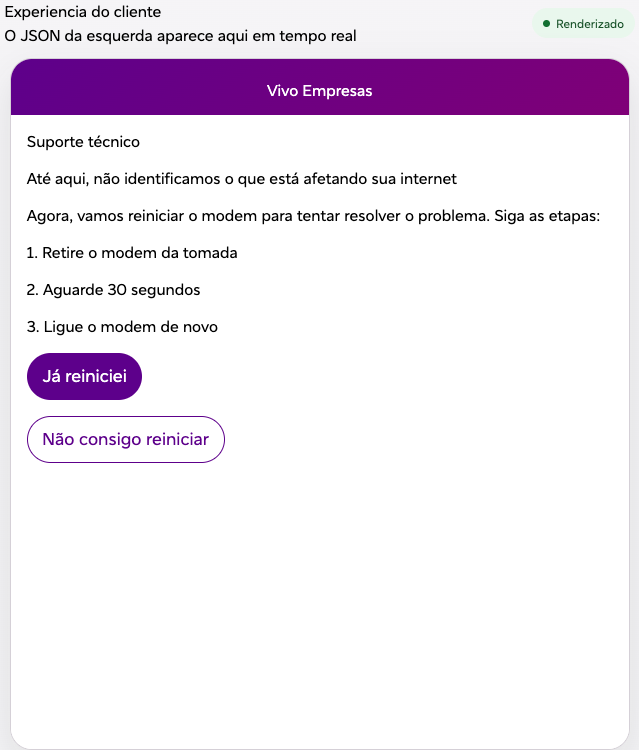 Experiencia do cliente
O JSON da esquerda aparece aqui em tempo real
Renderizado
Vivo Empresas
Suporte técnico
Até aqui, não identificamos o que está afetando sua internet
Agora, vamos reiniciar o modem para tentar resolver o problema. Siga as etapas:
1. Retire o modem da tomada
2. Aguarde 30 segundos
3. Ligue o modem de novo
Já reiniciei
Não consigo reiniciar